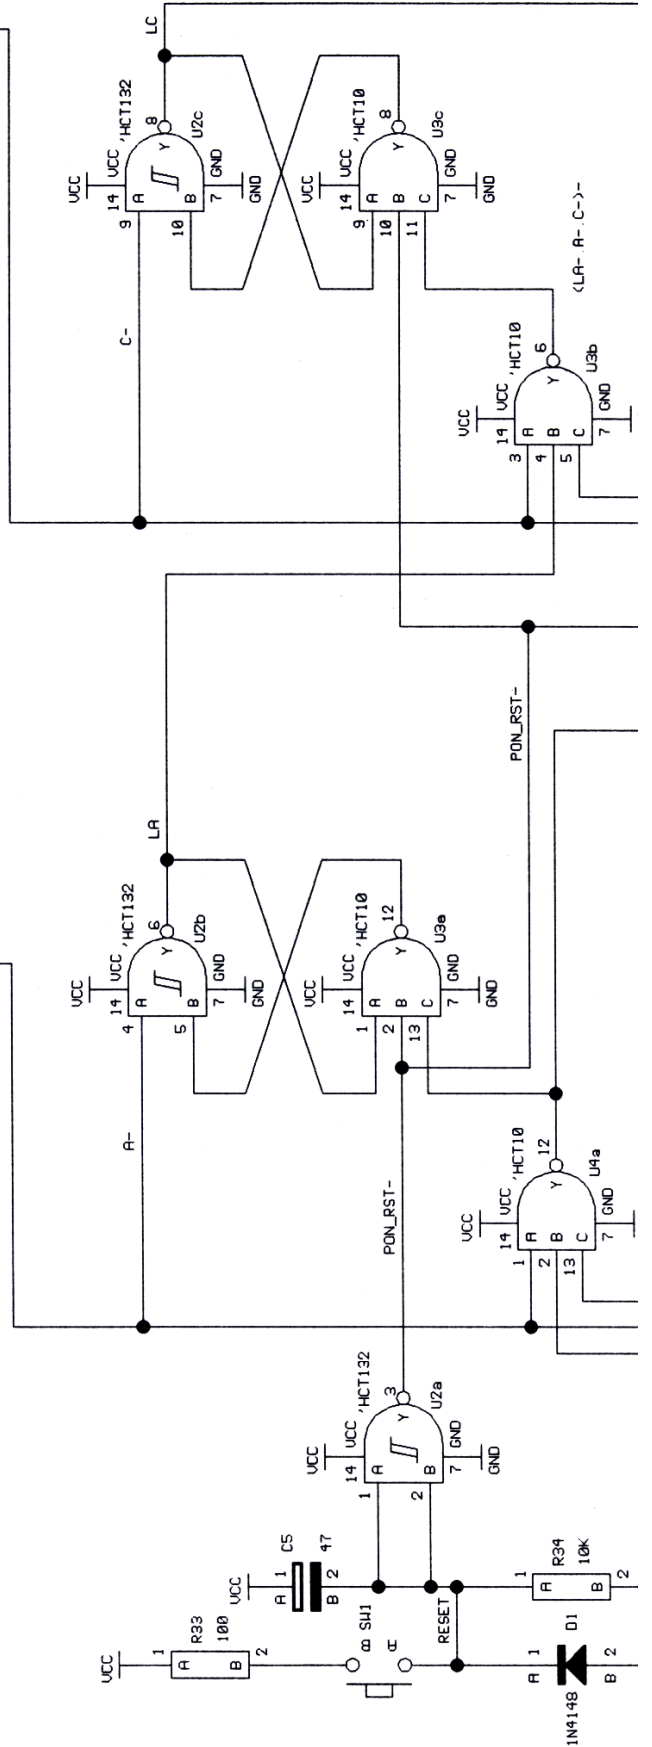 LC
'HCT132
8
Y
U2c
VCC
VCC
14
A
B
GND
7
GND
9
10
'HCT10
8
Y
U3c
VCC
VCC
14
A
B
C
GND
7
GND
9
10
11
C-
<LA-.A-.C->-
'HCT10
6
Y
U3b
VCC
VCC
14
A
B
C
GND
7
3
4
5
LA
PON_RST-
'HCT132
6
Y
U2b
VCC
VCC
14
A
B
GND
7
GND
4
5
'HCT10
12
Y
U3a
VCC
VCC
14
A
B
C
GND
7
GND
1
2
13
A-
PON_RST-
'HCT10
12
Y
U4a
VCC
VCC
14
A
B
C
GND
7
1
2
13
'HCT132
3
Y
U2a
VCC
VCC
14
A
B
GND
7
GND
1
2
VCC
C5
47
A
1
B
2
R34
10K
1
A
B
2
VCC
R33
100
1
A
B
2
SW1
B
A
RESET
D1
A
1
B
2
1N4148